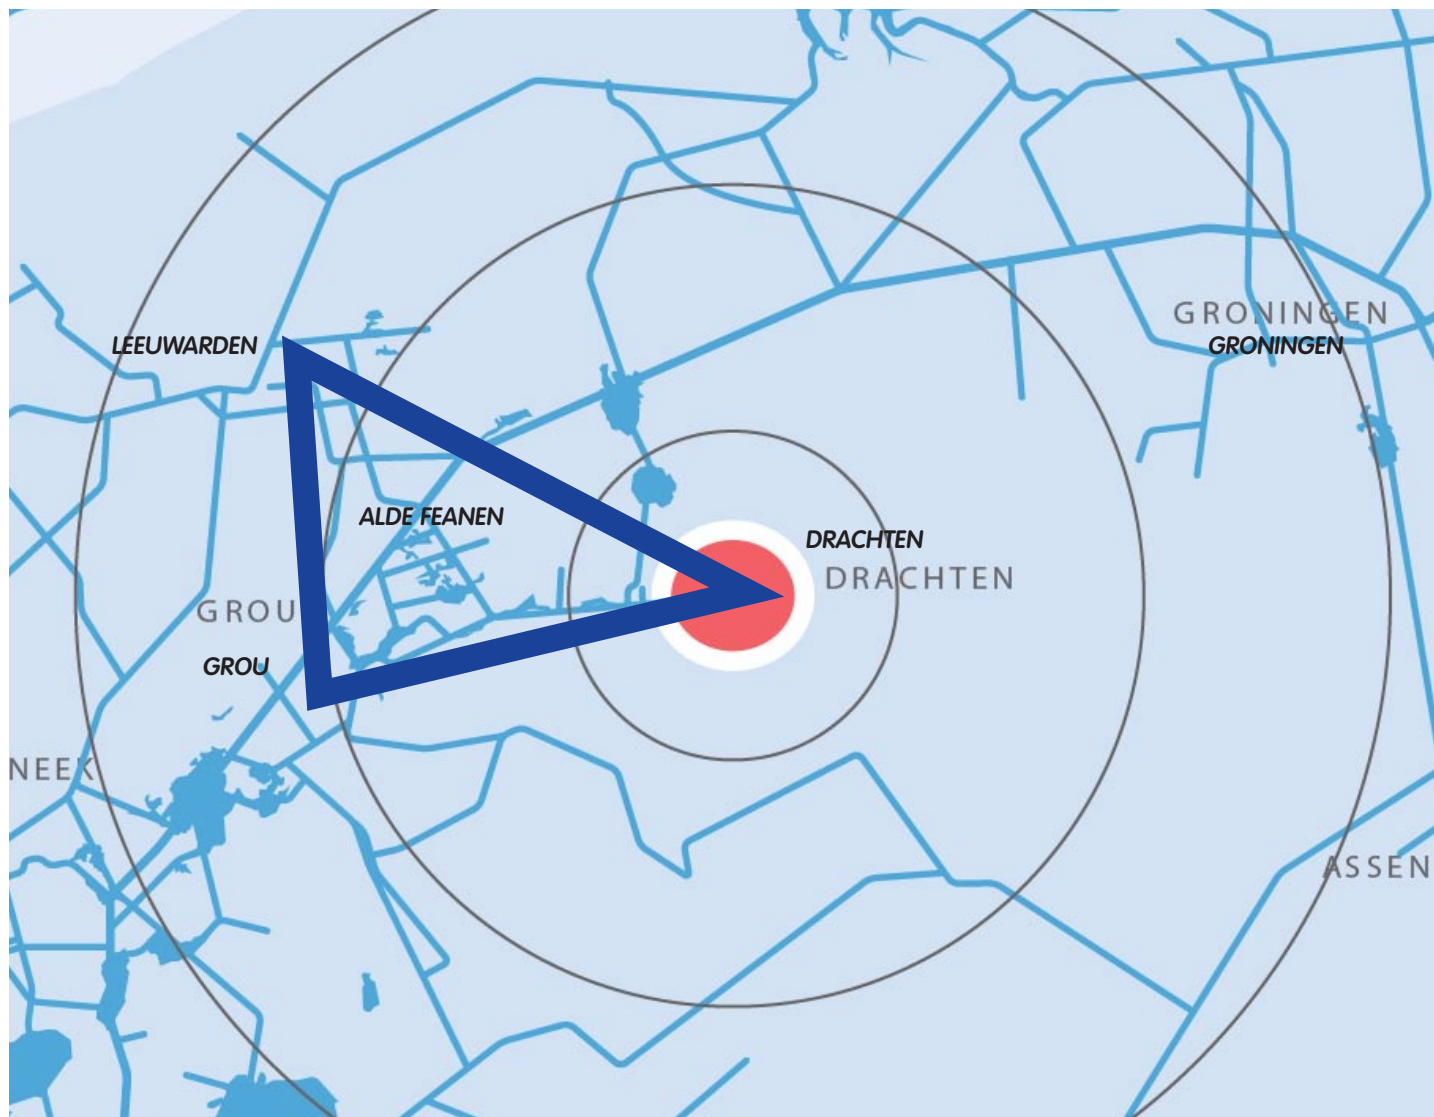 GRONINGEN
LEEUWARDEN
GRONINGEN
ALDE FEANEN
DRACHTEN
DRACHTEN
GROU
GROU
NEEK
ASSEN